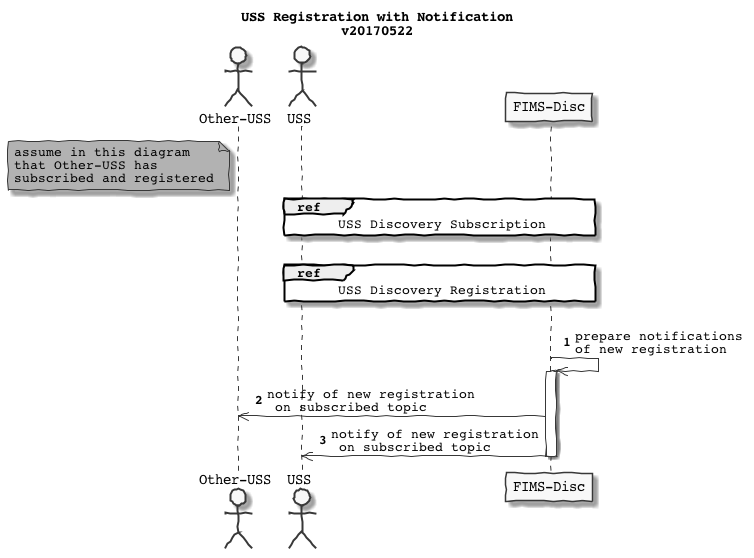 USS Registration with Notification
v20170522
Other-USS
USS
FIMS-Disc
assume in this diagram
that Other-USS has
subscribed and registered
ref
USS Discovery Subscription
ref
USS Discovery Registration
1 prepare notifications
of new registration
2 notify of new registration
on subscribed topic
3 notify of new registration
on subscribed topic
Other-USS
USS
FIMS-Disc